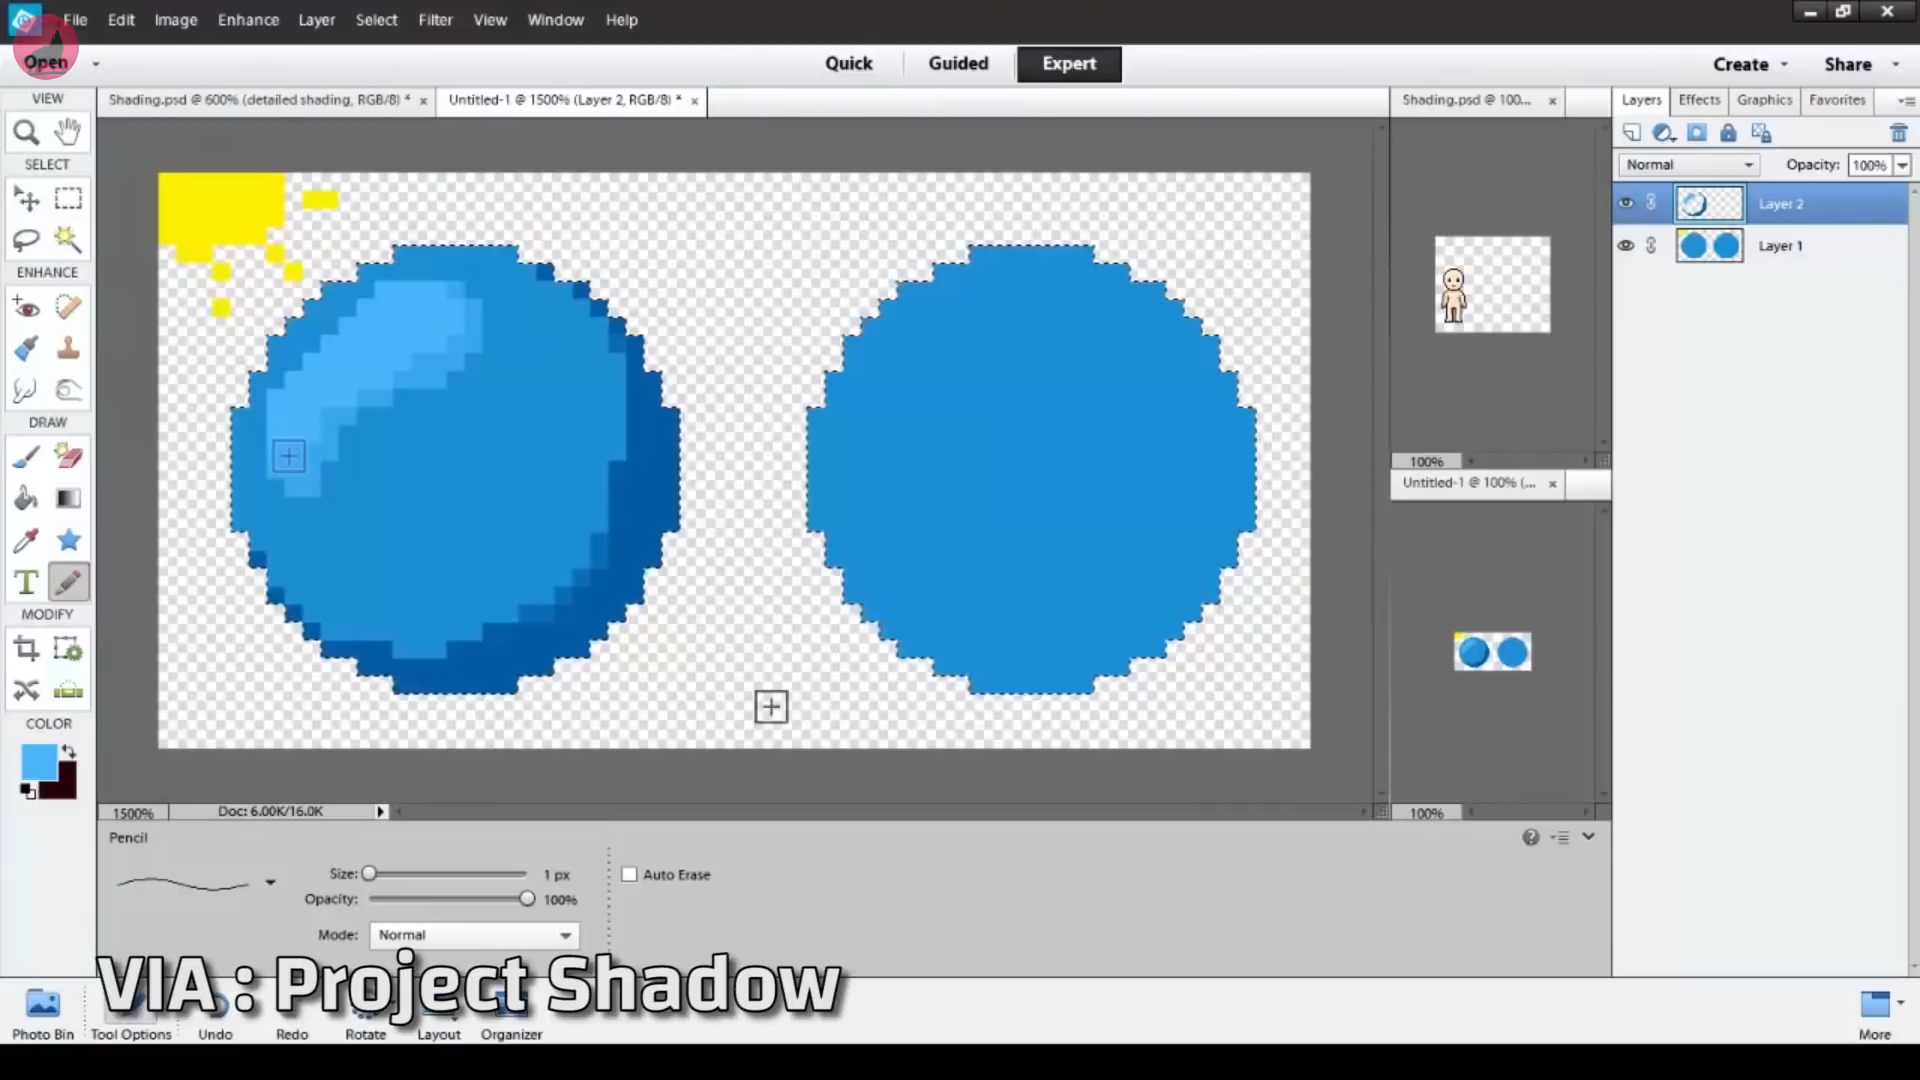 File Edit Image Enhance Layer Select Filter View Window Help
Open Quick Guided Expert Create Share
VIEW
Shading.psd @ 600% (detailed shading, RGB/8) * × Untitled-1 @ 1500% (Layer 2, RGB/8) * ×
Shading.psd @ 100... ×
Layers Effects Graphics Favorites
SELECT
Normal Opacity: 100%
Layer 2
Layer 1
ENHANCE
DRAW
100%
Untitled-1 @ 100% (... ×
T
MODIFY
COLOR
1500% Doc: 6.00K/16.0K
100%
Pencil
Size: 1 px
Auto Erase
Opacity: 100%
Mode: Normal
VIA : Project Shadow
Photo Bin Tool Options Undo Redo Rotate Layout Organizer More